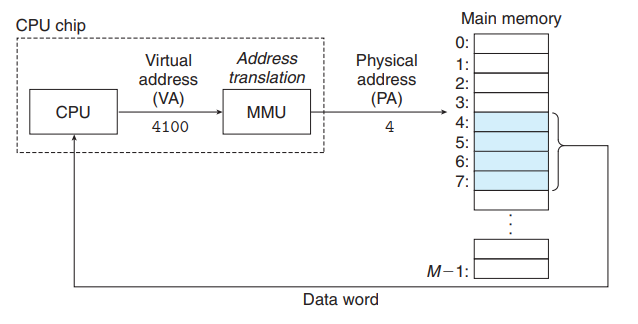 CPU chip
Main memory
Virtual
address
(VA)
4100
Address
translation
Physical
address
(PA)
4
CPU
MMU
0:
1:
2:
3:
4:
5:
6:
7:
. . .
M−1:
Data word